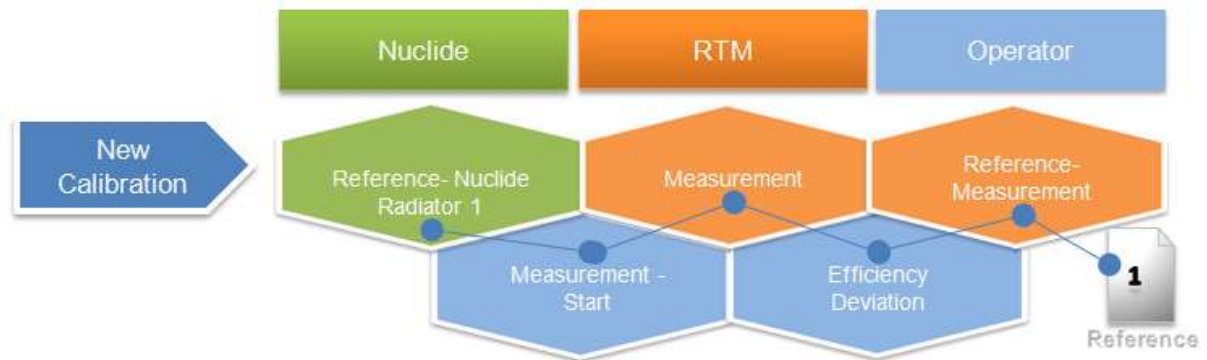 Nuclide
RTM
Operator
New
Calibration
Reference- Nuclide
Radiator 1
Measurement
Reference-
Measurement
Measurement -
Start
Efficiency
Deviation
1
Reference